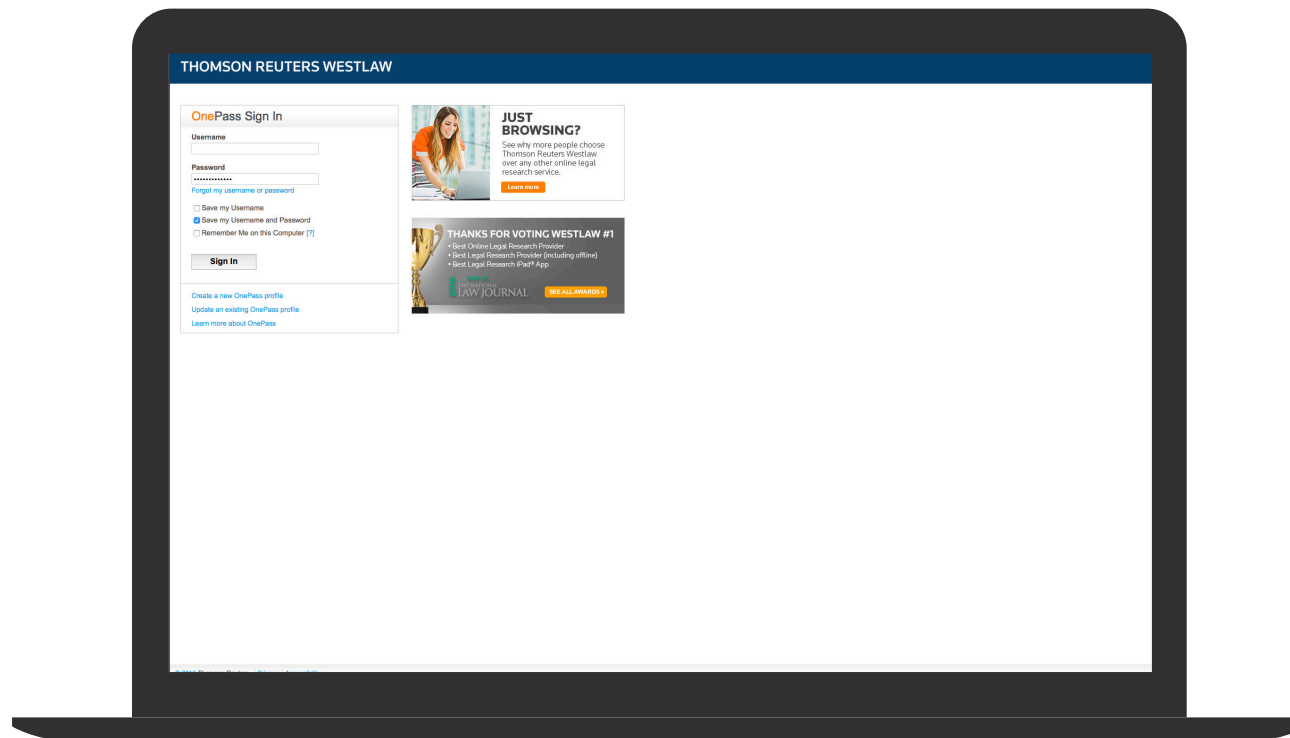 THOMSON REUTERS WESTLAW
OnePass Sign In
Username
Password
•••••••••••••
Forgot my username or password
Save my Username
Save my Username and Password
Remember Me on this Computer [?]
Sign In
Create a new OnePass profile
Update an existing OnePass profile
Learn more about OnePass
JUST
BROWSING?
See why more people choose
Thomson Reuters Westlaw
over any other online legal
research service.
Learn more
THANKS FOR VOTING WESTLAW #1
• Best Online Legal Research Provider
• Best Legal Research Provider (including offline)
• Best Legal Research iPad® App
THE NATIONAL
LAW JOURNAL
SEE ALL AWARDS ›
Thomson Reuters